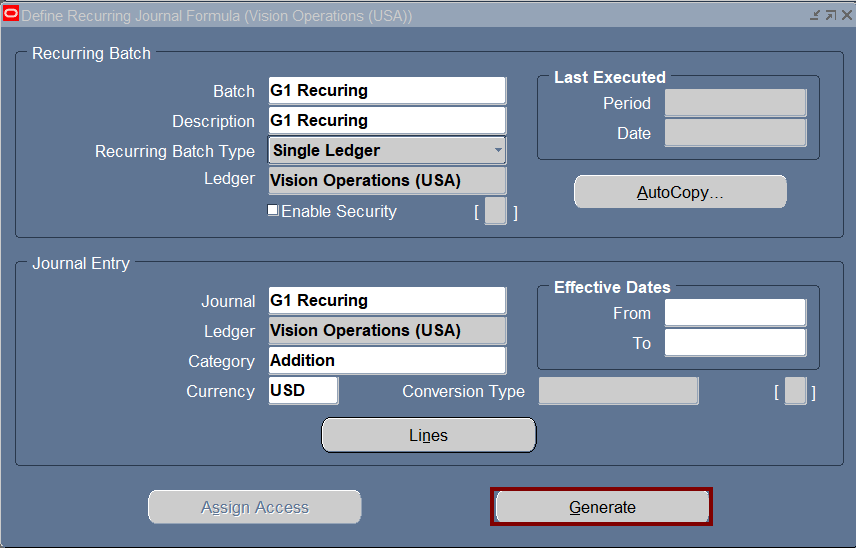 Define Recurring Journal Formula (Vision Operations (USA))
Recurring Batch
Batch G1 Recuring
Description G1 Recuring
Recurring Batch Type Single Ledger
Ledger Vision Operations (USA)
Enable Security [ ]
Last Executed
Period
Date
AutoCopy...
Journal Entry
Journal G1 Recuring
Ledger Vision Operations (USA)
Category Addition
Currency USD
Conversion Type [ ]
Effective Dates
From
To
Lines
Assign Access
Generate